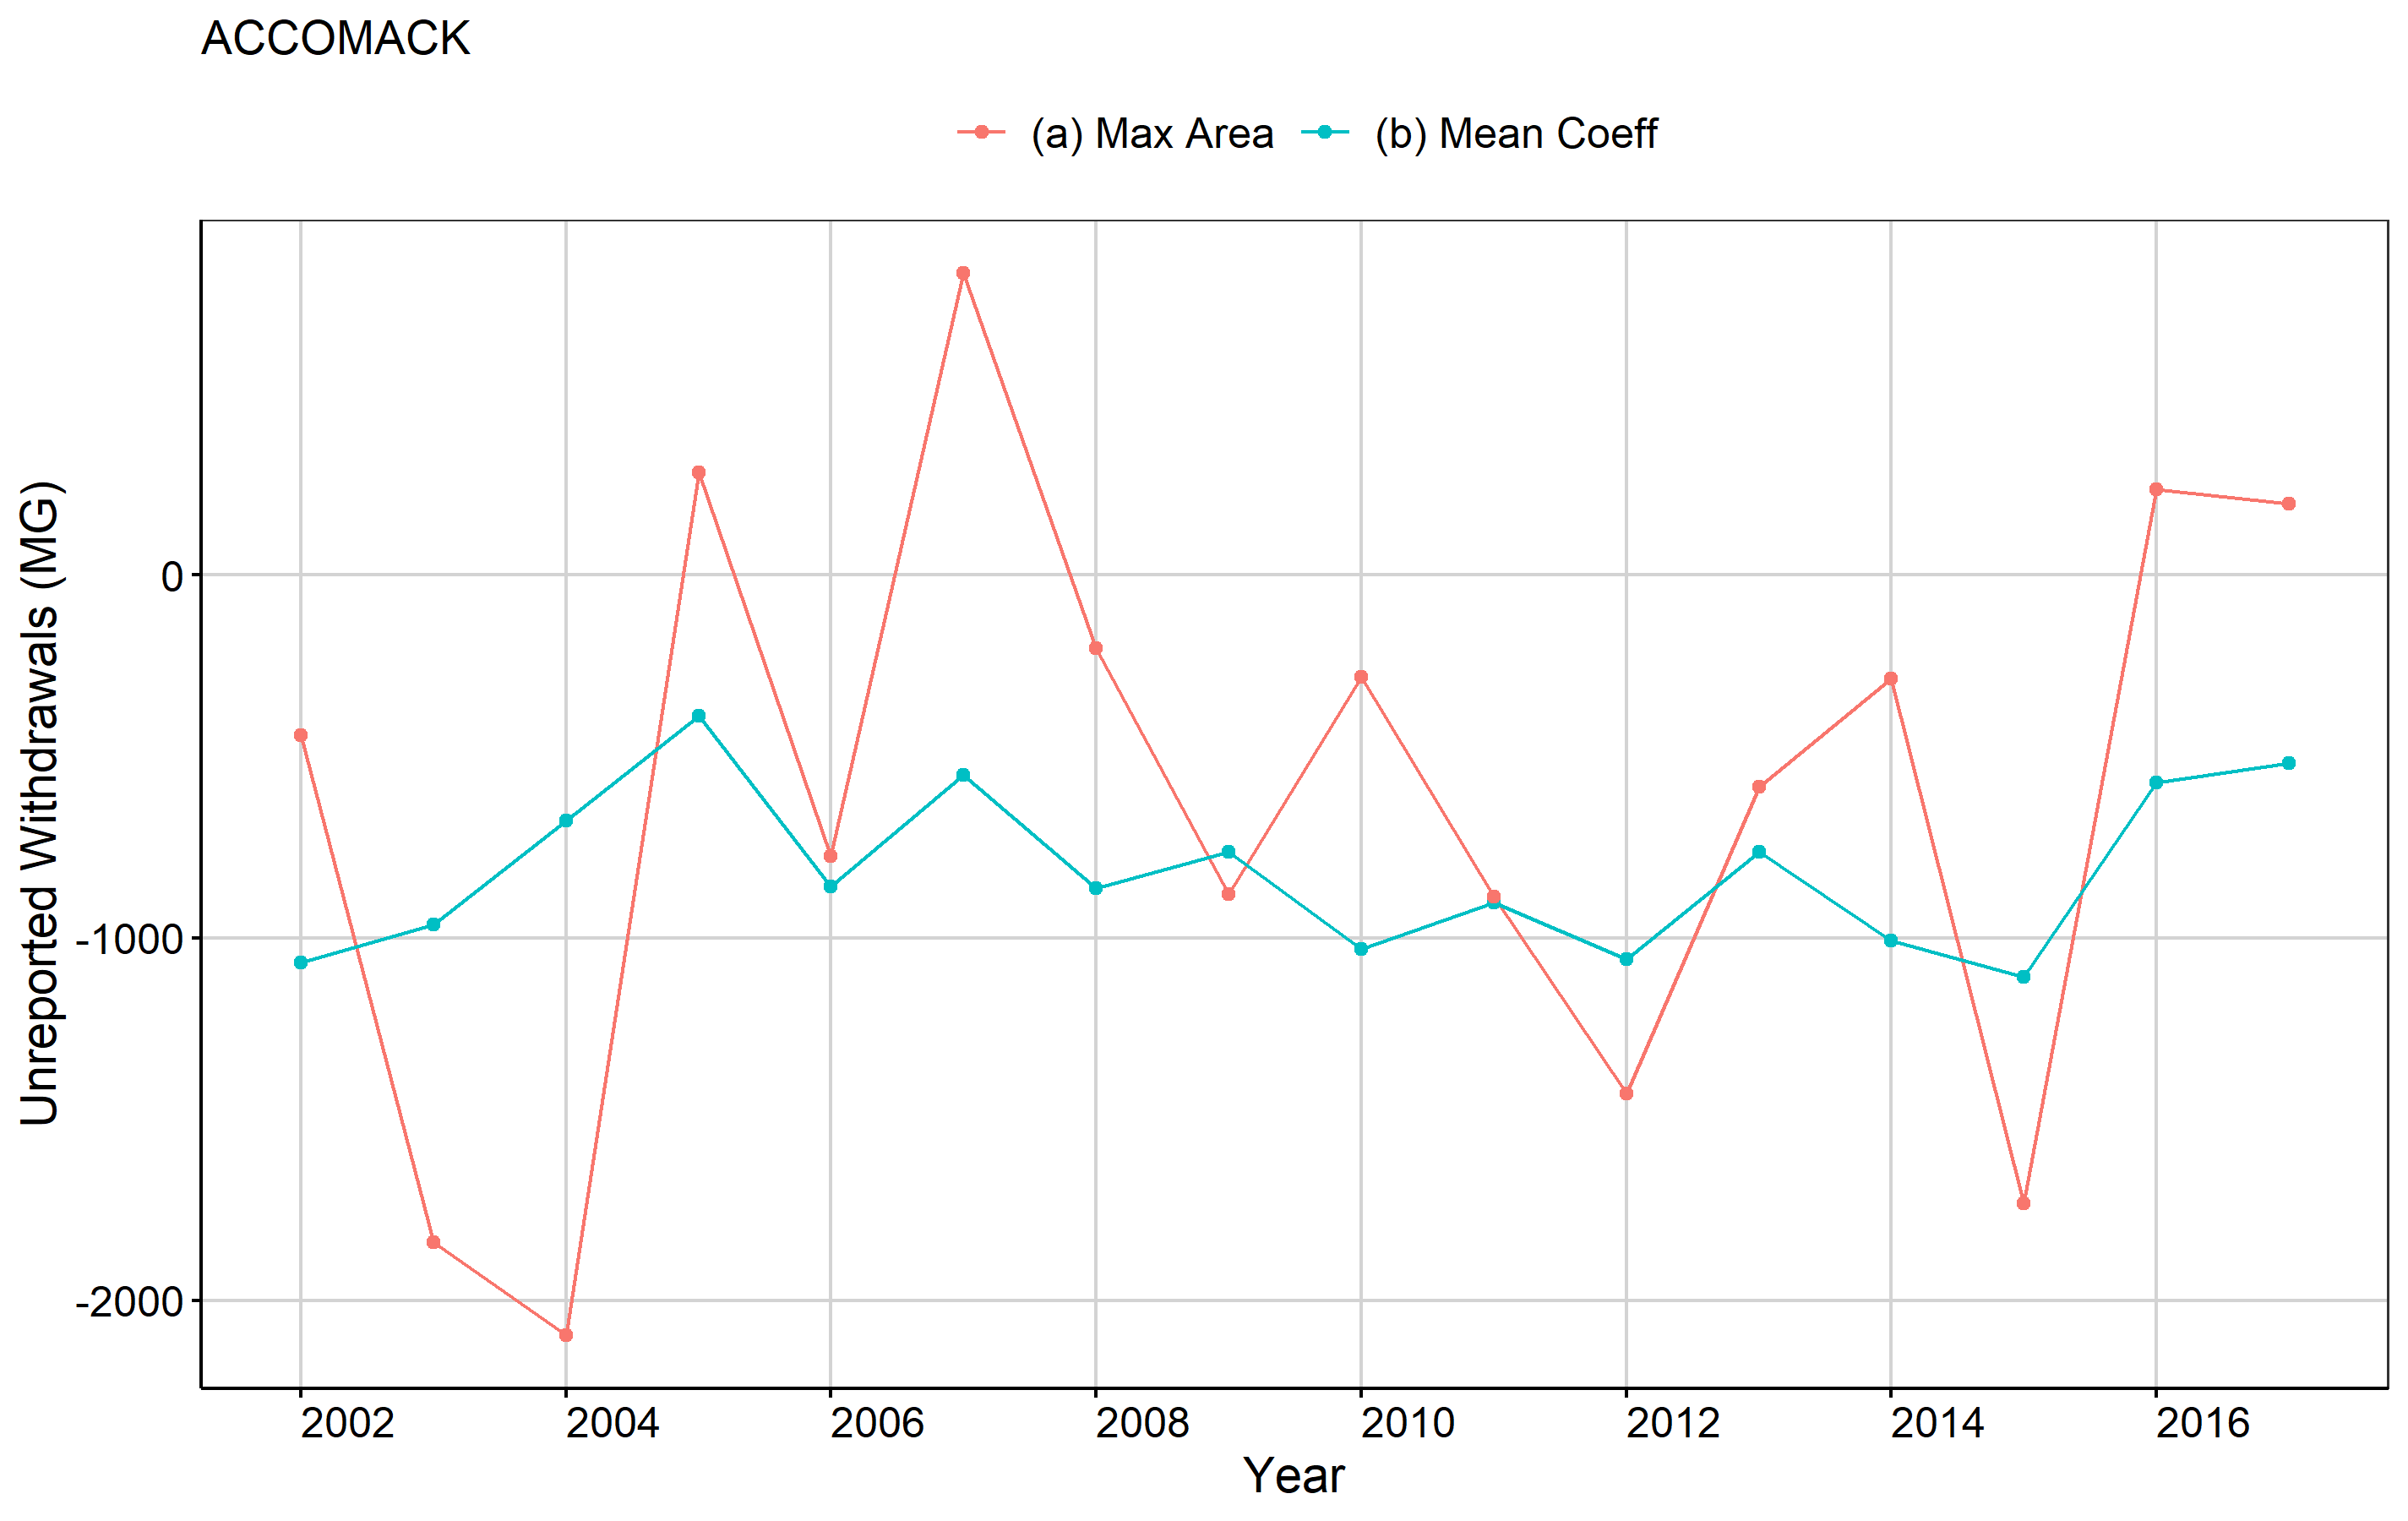 ACCOMACK
(a) Max Area (b) Mean Coeff
Unreported Withdrawals (MG)
0
-1000
-2000
2002 2004 2006 2008 2010 2012 2014 2016
Year